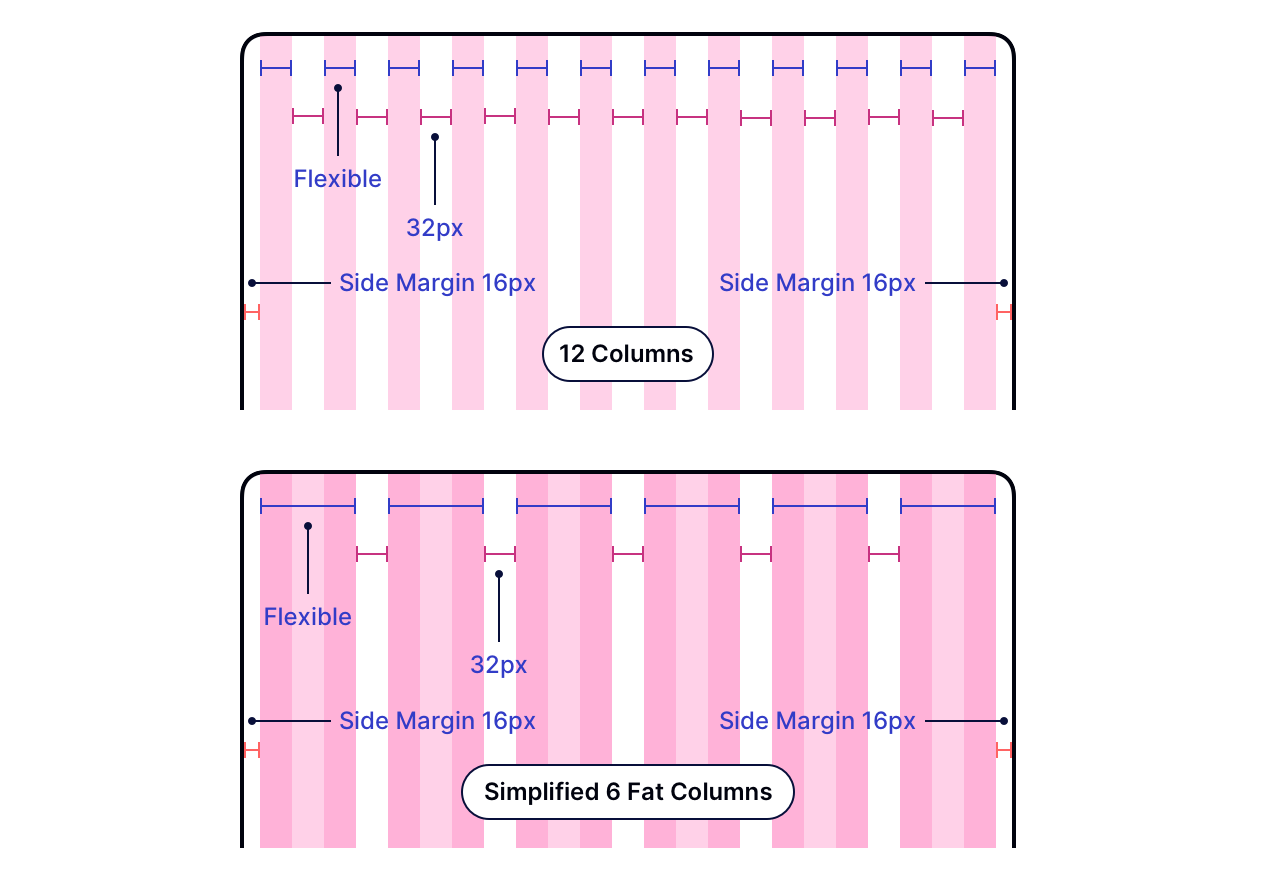 Flexible
32px
Side Margin 16px
Side Margin 16px
12 Columns
Flexible
32px
Side Margin 16px
Side Margin 16px
Simplified 6 Fat Columns